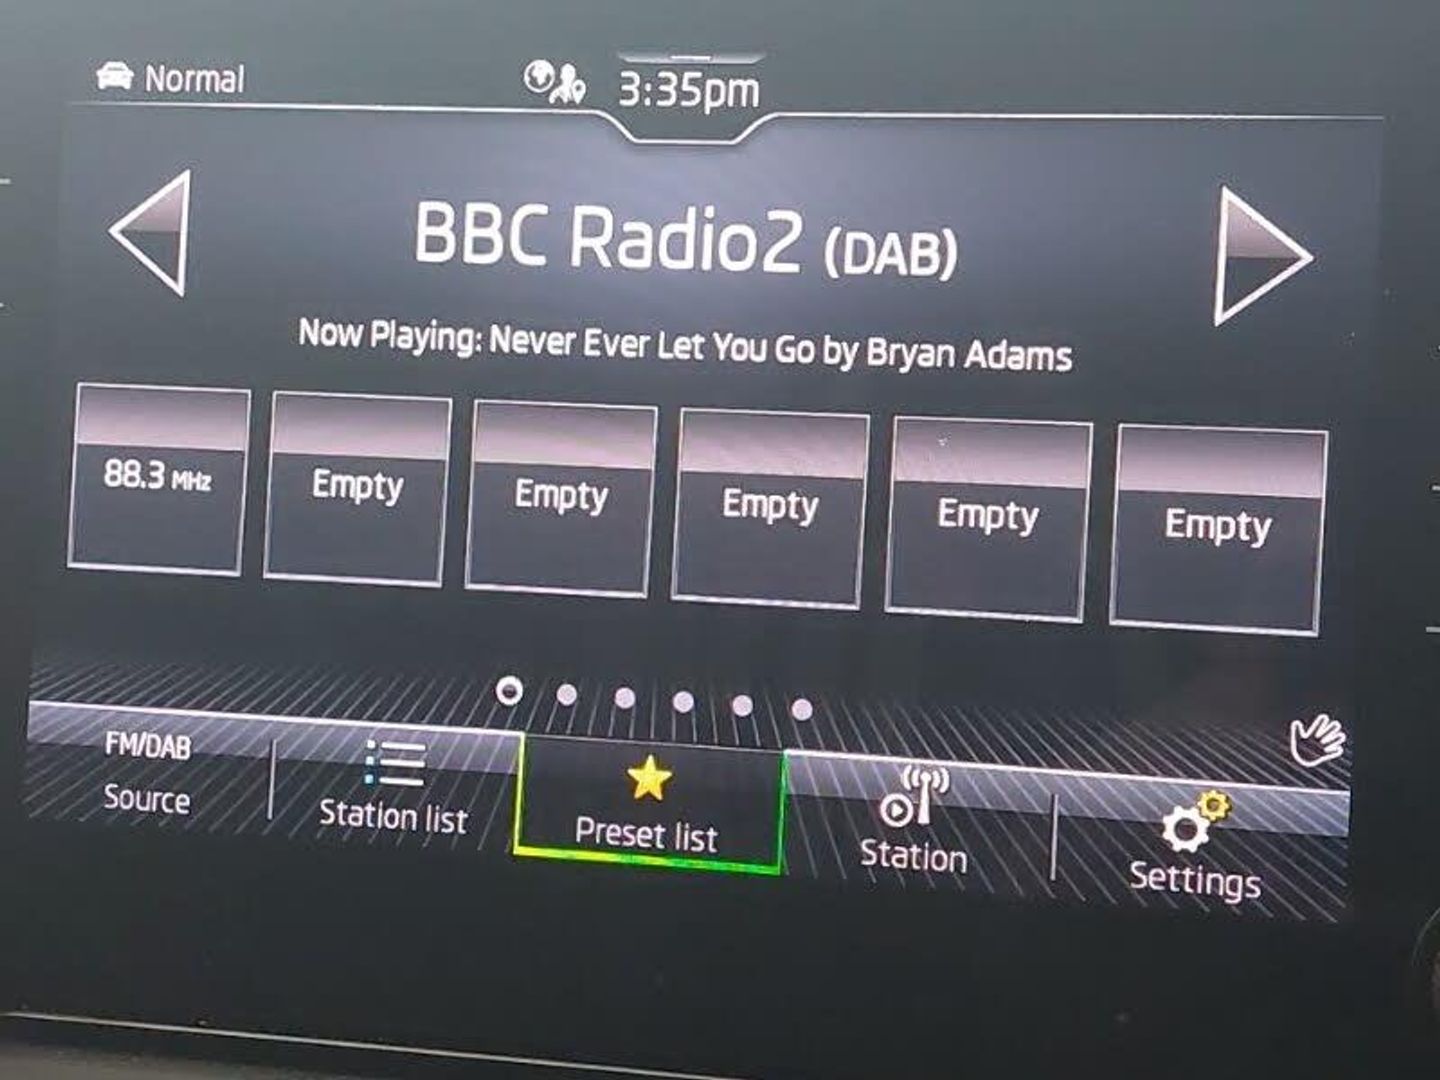 Normal
3:35pm
BBC Radio2 (DAB)
Now Playing: Never Ever Let You Go by Bryan Adams
88.3 MHz
Empty
Empty
Empty
Empty
Empty
FM/DAB
Source
Station list
Preset list
Station
Settings